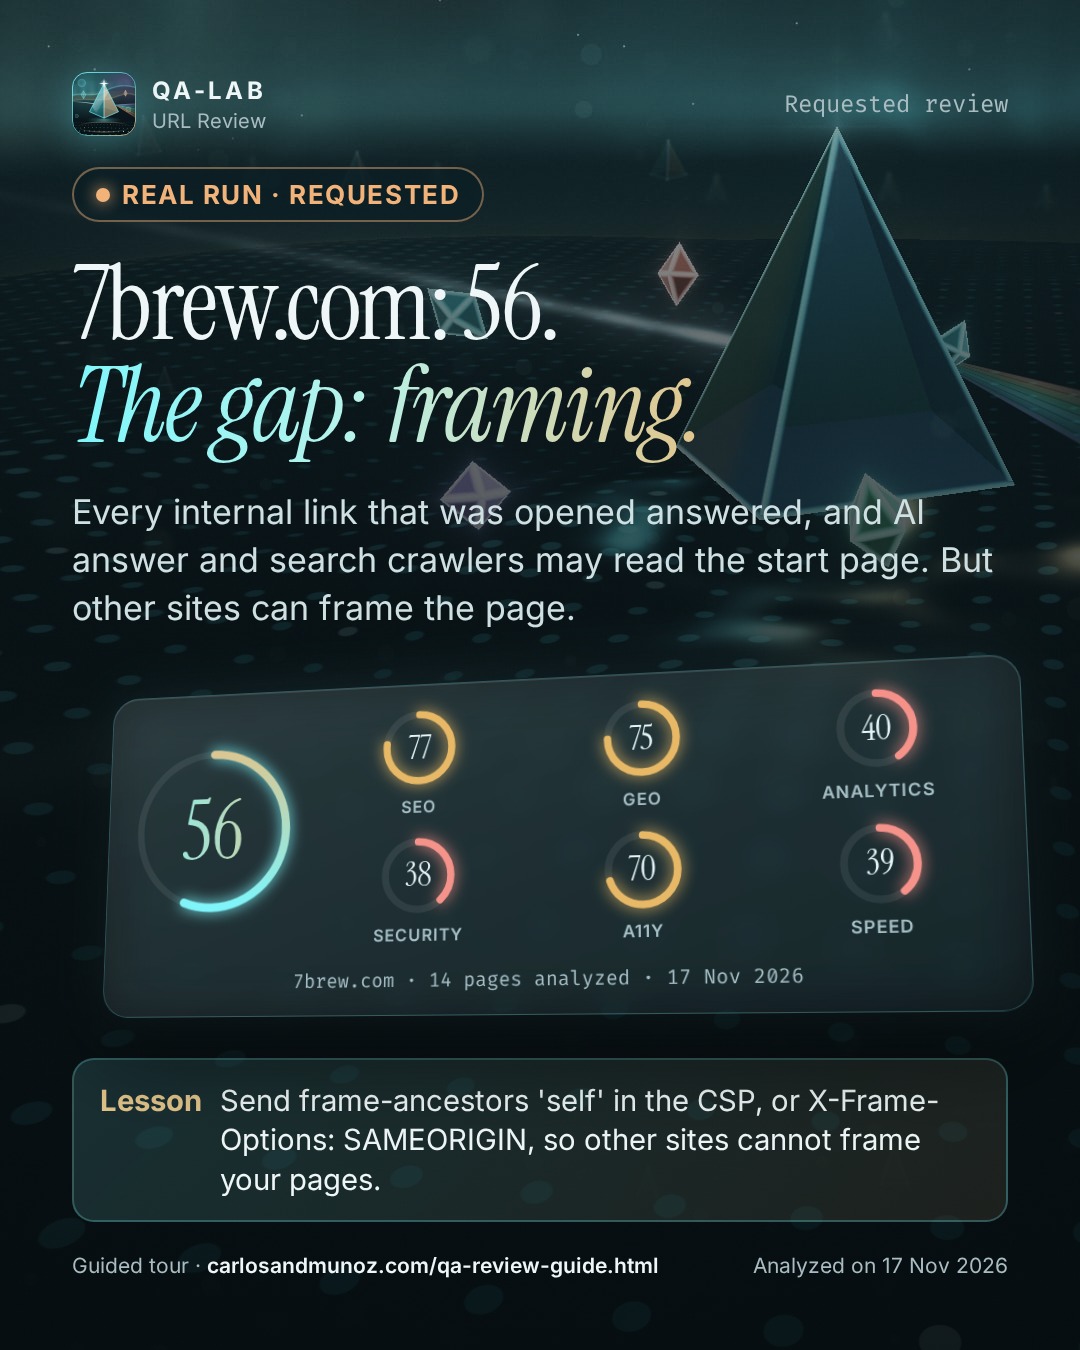 QA-LAB
URL Review
Requested review
REAL RUN · REQUESTED
7brew.com: 56.
The gap: framing.
Every internal link that was opened answered, and AI
answer and search crawlers may read the start page. But
other sites can frame the page.
56
77
SEO
75
GEO
40
ANALYTICS
38
SECURITY
70
A11Y
39
SPEED
7brew.com · 14 pages analyzed · 17 Nov 2026
Lesson Send frame-ancestors 'self' in the CSP, or X-Frame-
Options: SAMEORIGIN, so other sites cannot frame
your pages.
Guided tour · carlosandmunoz.com/qa-review-guide.html
Analyzed on 17 Nov 2026